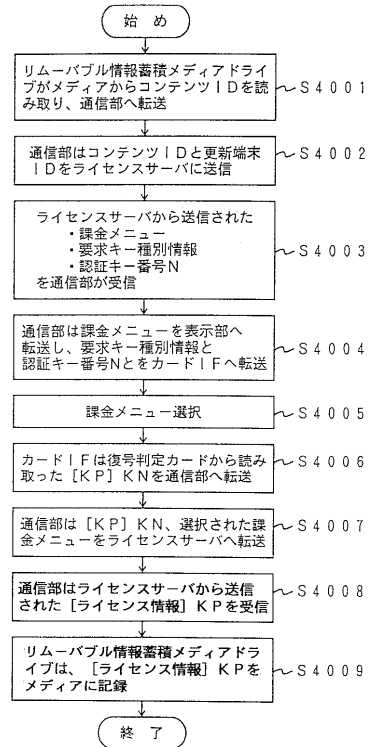 始め
リムーバブル情報蓄積メディアドライ
ブがメディアからコンテンツＩＤを読
み取り、通信部へ転送
Ｓ４００１
通信部はコンテンツＩＤと更新端末
ＩＤをライセンスサーバに送信
Ｓ４００２
ライセンスサーバから送信された
・課金メニュー
・要求キー種別情報
・認証キー番号Ｎ
を通信部が受信
Ｓ４００３
通信部は課金メニューを表示部へ
転送し、要求キー種別情報と
認証キー番号ＮとをカードＩＦへ転送
Ｓ４００４
課金メニュー選択
Ｓ４００５
カードＩＦは復号判定カードから読み
取った［ＫＰ］ＫＮを通信部へ転送
Ｓ４００６
通信部は［ＫＰ］ＫＮ、選択された課
金メニューをライセンスサーバへ転送
Ｓ４００７
通信部はライセンスサーバから送信
された［ライセンス情報］ＫＰを受信
Ｓ４００８
リムーバブル情報蓄積メディアドラ
イブは、［ライセンス情報］ＫＰを
メディアに記録
Ｓ４００９
終了